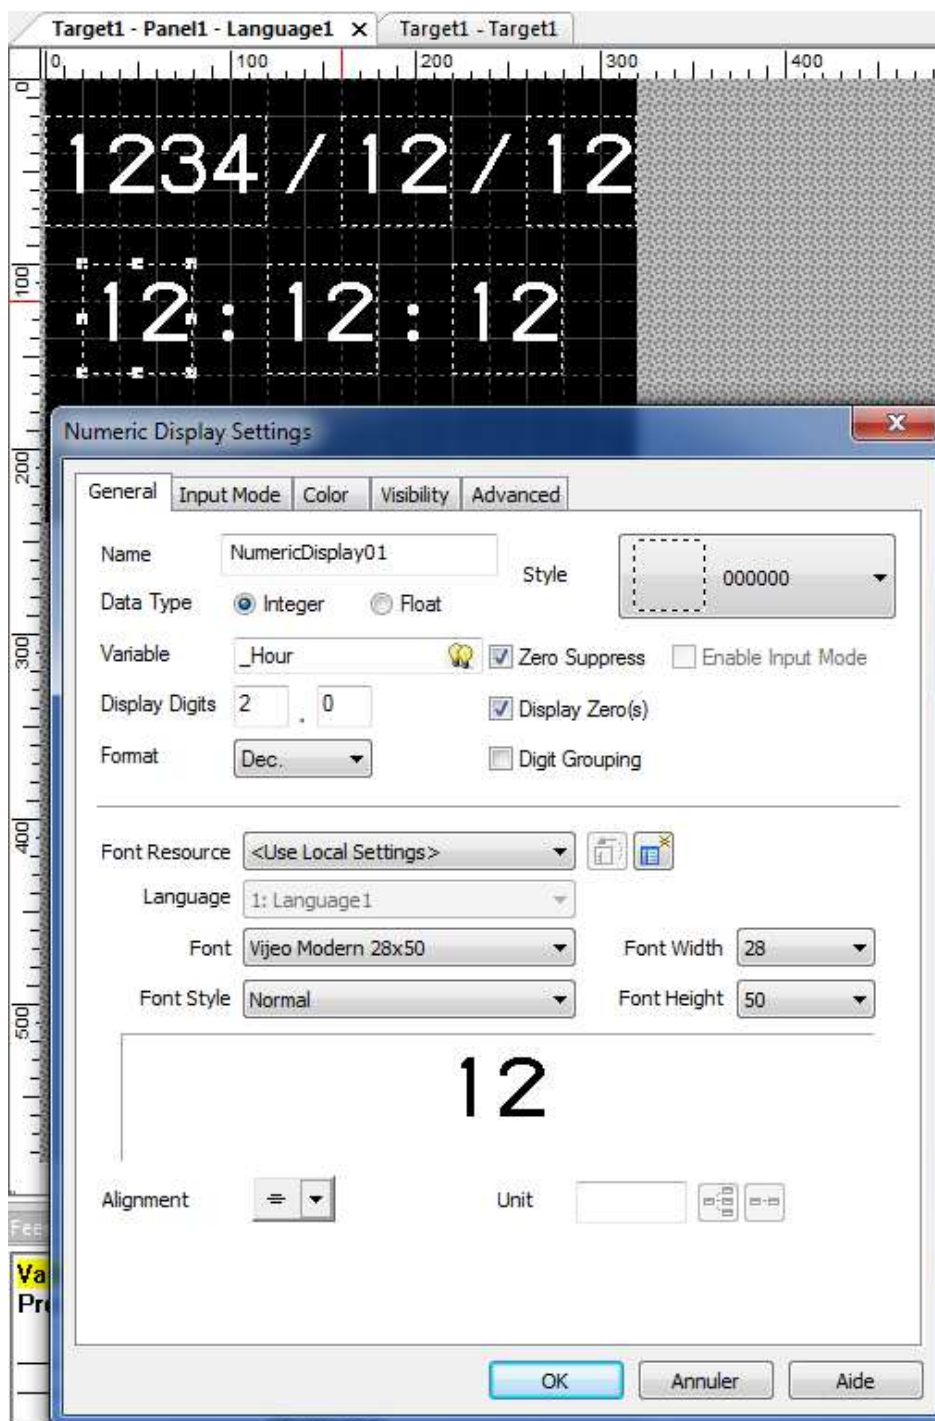 Target1 - Panel1 - Language1 X Target1 - Target1
0 100 200 300 400
0
1234/12/12
100
12:12:12
Numeric Display Settings
200
General Input Mode Color Visibility Advanced
Name NumericDisplay01 Style 000000
Data Type Integer Float
300
Variable _Hour Zero Suppress Enable Input Mode
Display Digits 2 . 0 Display Zero(s)
Format Dec. Digit Grouping
400
Font Resource <Use Local Settings>
Language 1: Language1
Font Vijeo Modern 28x50 Font Width 28
Font Style Normal Font Height 50
500
12
Alignment Unit
Fee
Va
Pr
OK Annuler Aide